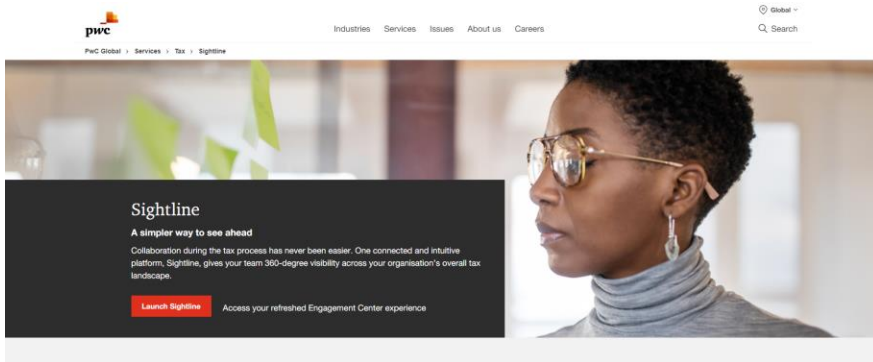 Global
pwc
Industries Services Issues About us Careers
Search
PwC Global > Services > Tax > Sightline
Sightline
A simpler way to see ahead
Collaboration during the tax process has never been easier. One connected and intuitive
platform, Sightline, gives your team 360-degree visibility across your organisation's overall tax
landscape.
Launch Sightline Access your refreshed Engagement Center experience